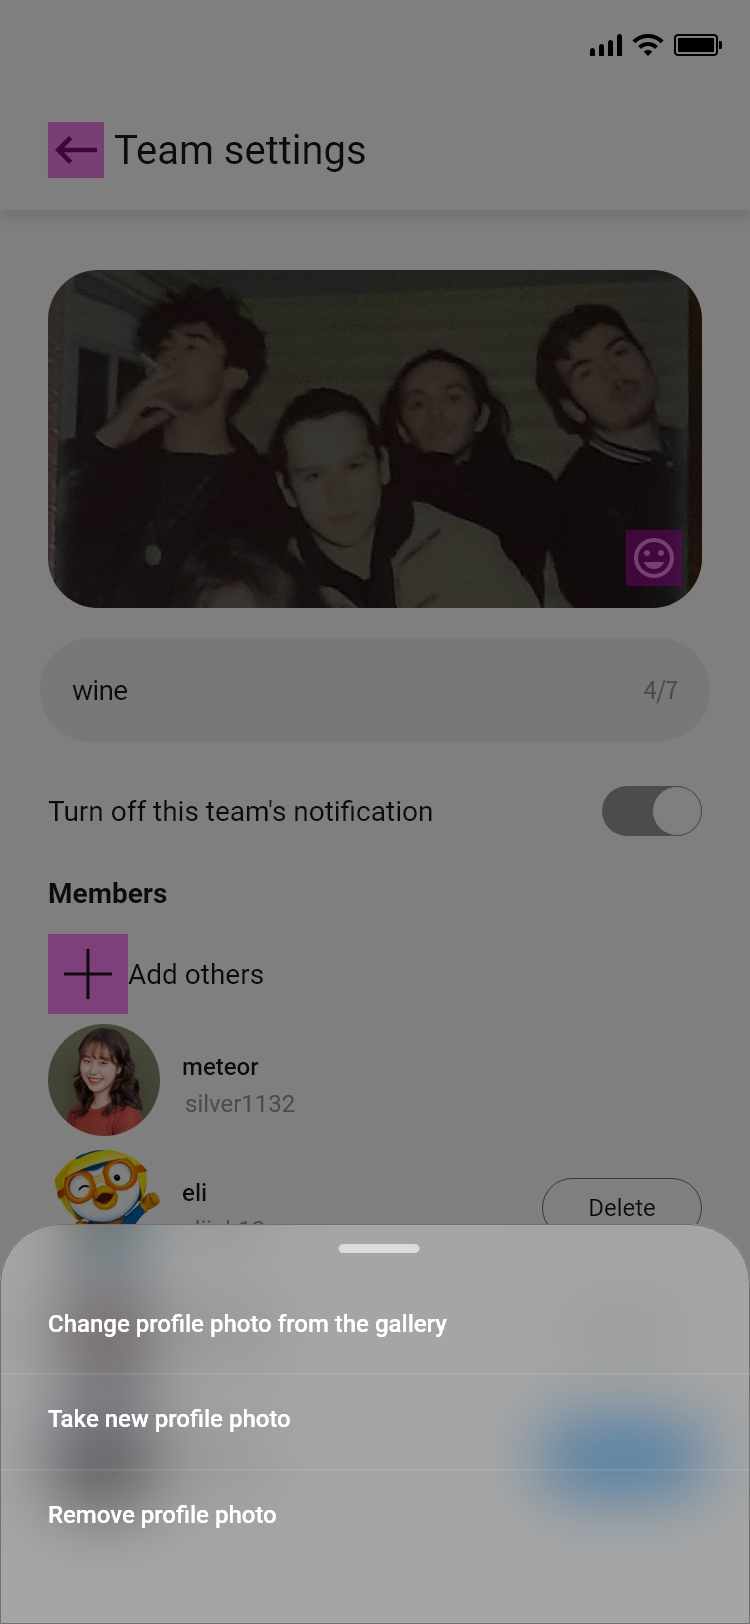 Team settings
wine
4/7
Turn off this team's notification
Members
Add others
meteor
silver1132
eli
Delete
Change profile photo from the gallery
Take new profile photo
Remove profile photo